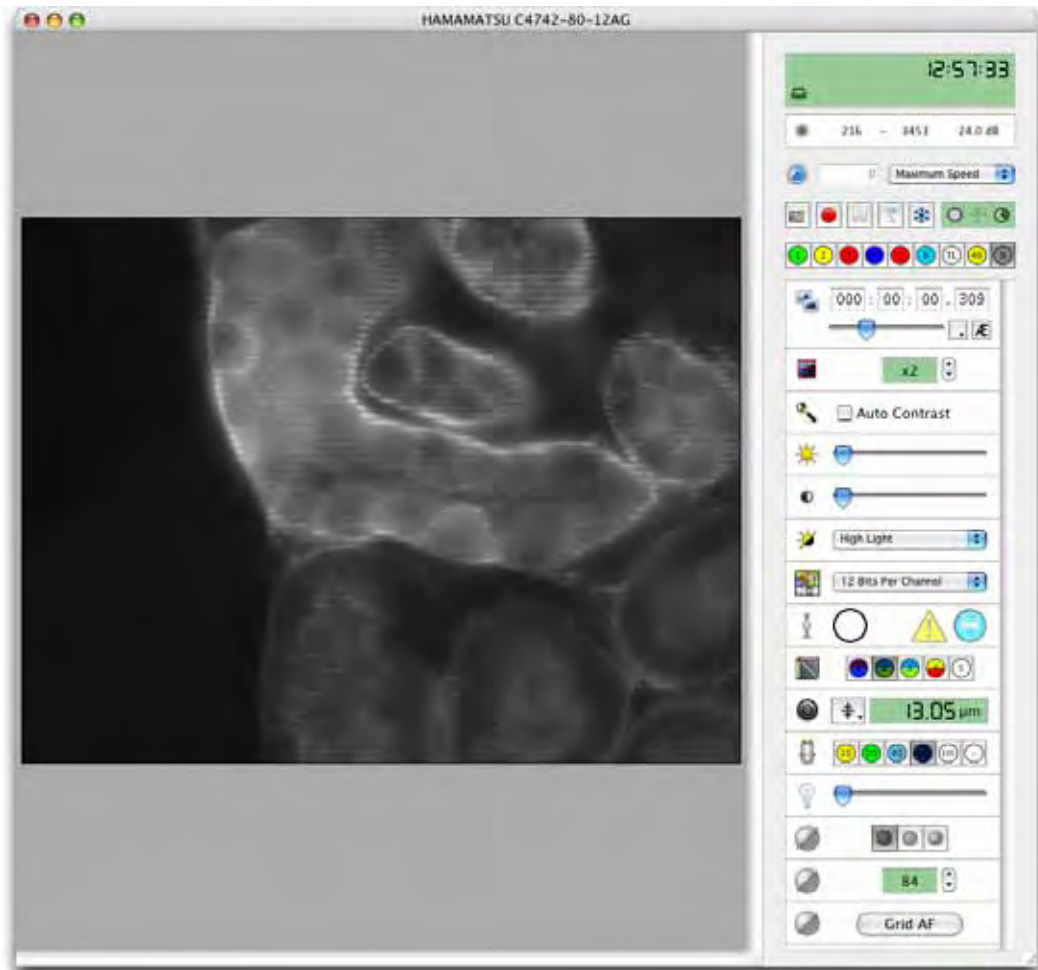 HAMAMATSU C4742-80-12AG
12:57:33
216 - 3453 24.0 dB
0 Maximum Speed
000 : 00 : 00 . 309
Æ
x2
Auto Contrast
High Light
12 Bits Per Channel
13.05 µm
84
Grid AF